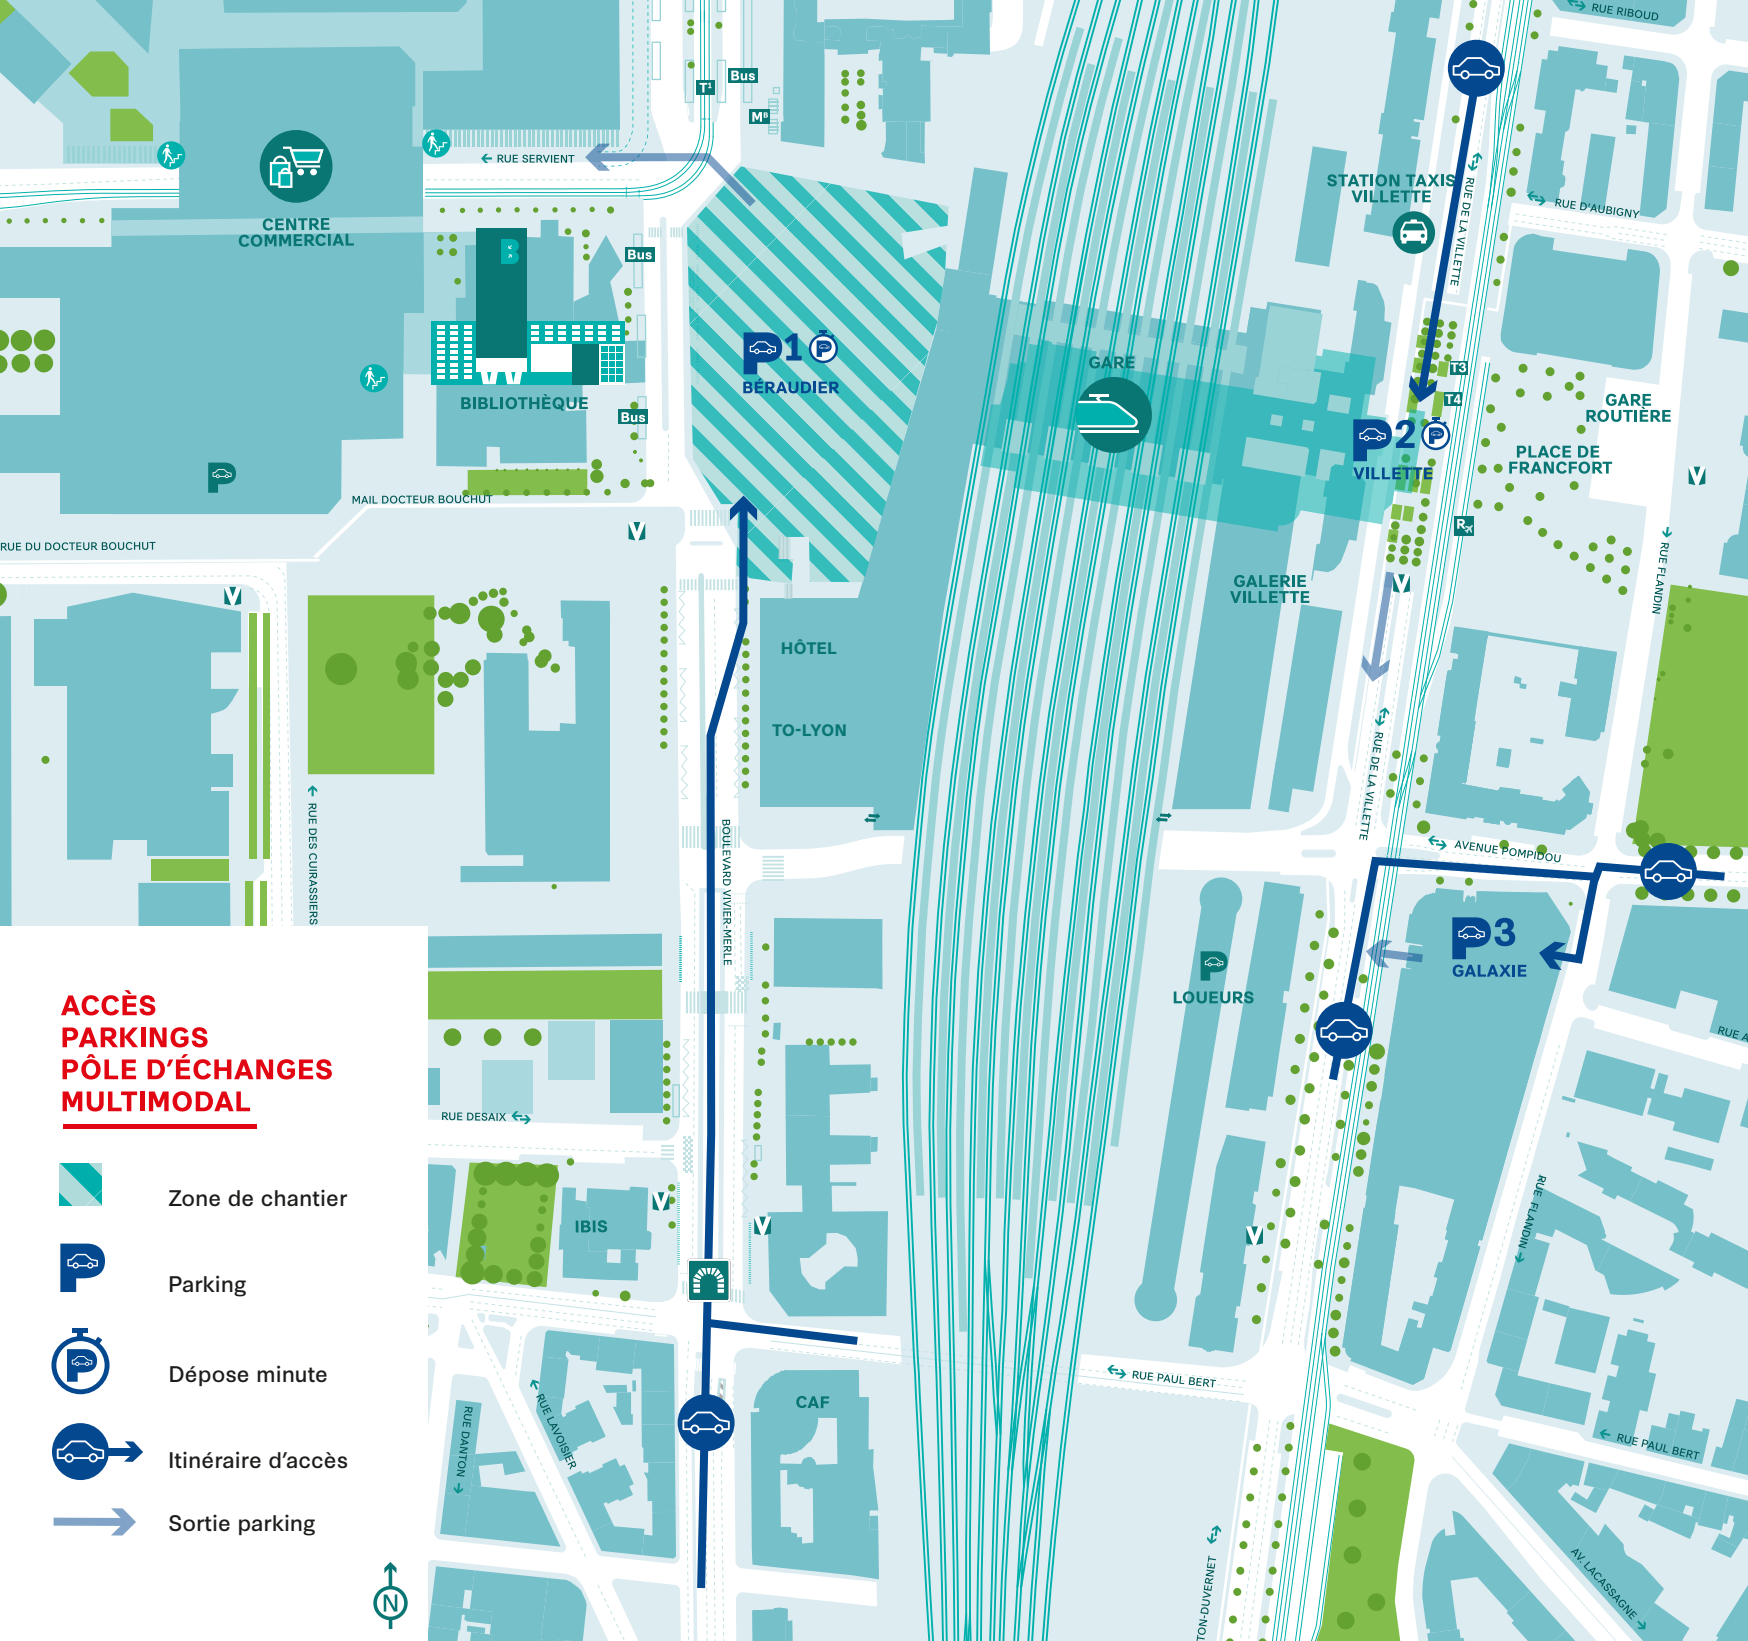 RUE RIBOUD
T1
Bus
MB
RUE SERVIENT
CENTRE
COMMERCIAL
STATION TAXIS
VILLETTE
RUE DE LA VILLETTE
RUE D'AUBIGNY
B
Bus
P1 P
BÉRAUDIER
GARE
T3
T4
GARE
ROUTIÈRE
BIBLIOTHÈQUE
Bus
P2 P
VILLETTE
PLACE DE
FRANCFORT
P
V
MAIL DOCTEUR BOUCHUT
V
R
RUE DU DOCTEUR BOUCHUT
V
GALERIE
VILLETTE
V
RUE FLANDIN
HÔTEL
TO-LYON
RUE DE LA VILLETTE
RUE DES CUIRASSIERS
BOULEVARD VIVIER-MERLE
AVENUE POMPIDOU
P3
GALAXIE
P
LOUEURS
RUE A
ACCÈS
PARKINGS
PÔLE D'ÉCHANGES
MULTIMODAL
RUE DESAIX
Zone de chantier
V
V
IBIS
V
RUE FLANDIN
P
Parking
P
Dépose minute
RUE PAUL BERT
CAF
RUE LAVOISIER
RUE DANTON
RUE PAUL BERT
Itinéraire d'accès
Sortie parking
N
TON-DUVERNET
AV. LACASSAGNE